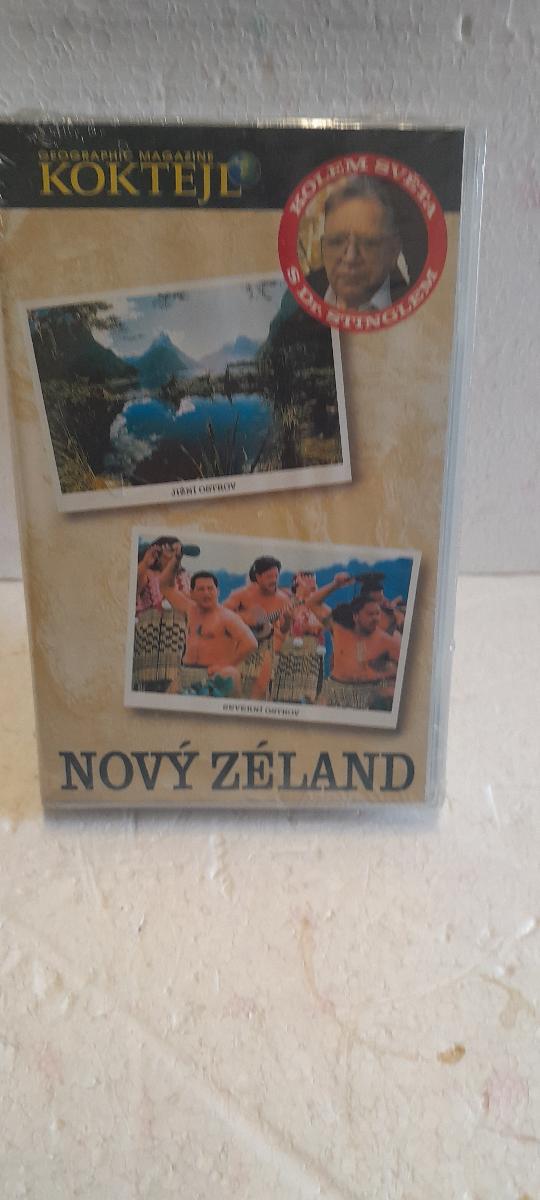 GEOGRAPHIC MAGAZINE
KOKTEJL
KOLEM SVĚTA
S Dr. STINGLEM
JIŽNÍ OSTROV
SEVERNÍ OSTROV
NOVÝ ZÉLAND